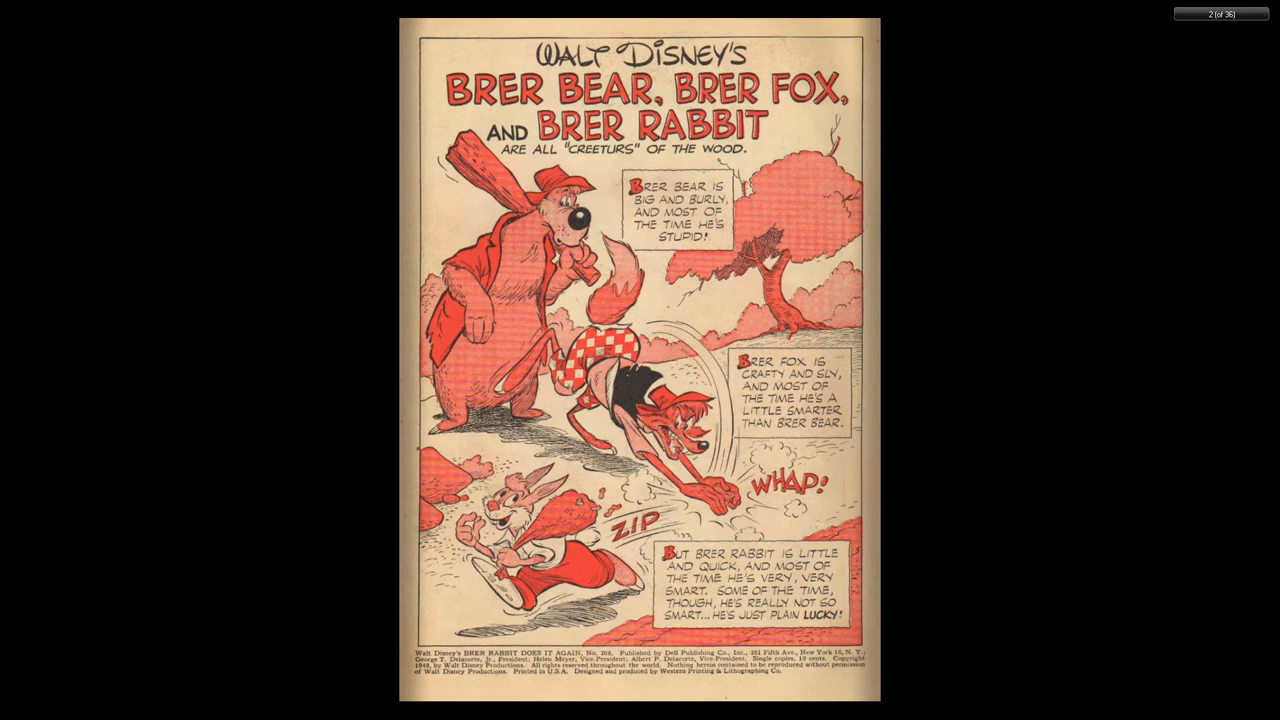 2 (of 36)
WALT DISNEY'S
BRER BEAR, BRER FOX,
AND BRER RABBIT
ARE ALL "CREETURS" OF THE WOOD.
BRER BEAR IS
BIG AND BURLY,
AND MOST OF
THE TIME HE'S
STUPID!
BRER FOX IS
CRAFTY AND SLY,
AND MOST OF
THE TIME HE'S A
LITTLE SMARTER
THAN BRER BEAR.
WHAP!
ZIP
BUT BRER RABBIT IS LITTLE
AND QUICK, AND MOST OF
THE TIME HE'S VERY, VERY
SMART. SOME OF THE TIME,
THOUGH, HE'S REALLY NOT SO
SMART... HE'S JUST PLAIN LUCKY!
Walt Disney's BRER RABBIT DOES IT AGAIN, No. 208. Published by Dell Publishing Co., Inc., 261 Fifth Ave., New York 16, N. Y.;
George T. Delacorte, Jr., President; Helen Meyer, Vice-President; Albert P. Delacorte, Vice-President. Single copies, 10 cents. Copyright
1948, by Walt Disney Productions. All rights reserved throughout the world. Nothing herein contained to be reproduced without permission
of Walt Disney Productions. Printed in U.S.A. Designed and produced by Western Printing & Lithographing Co.